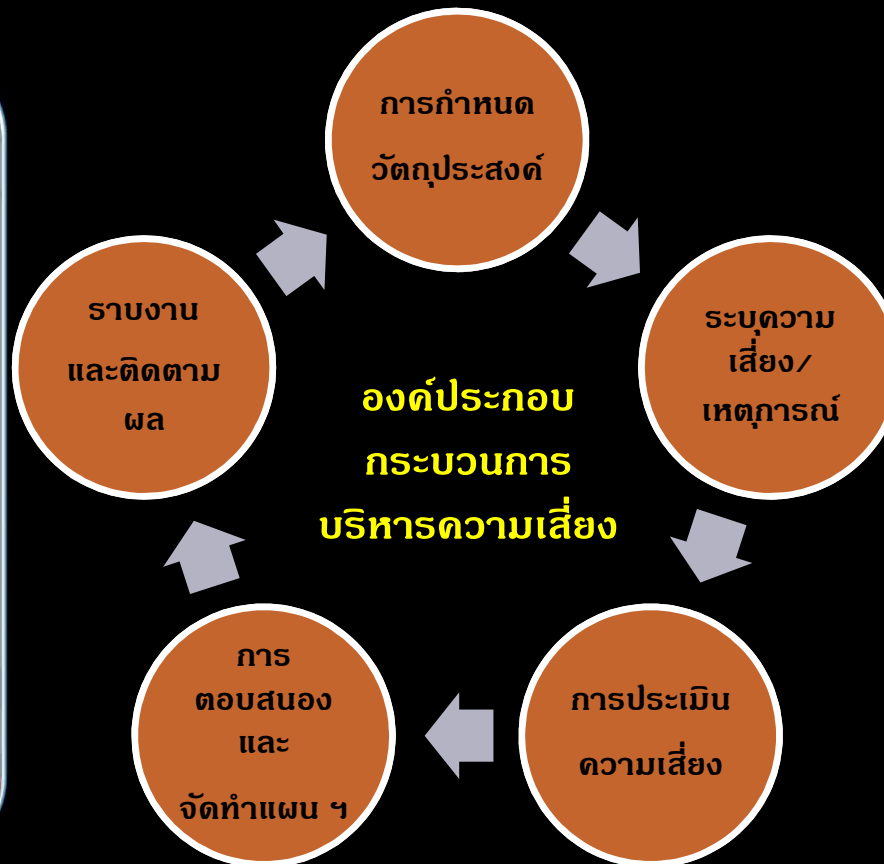 การกำหนด
วัตถุประสงค์
ระบุความ
เสี่ยง/
เหตุการณ์
การประเมิน
ความเสี่ยง
การ
ตอบสนอง
และ
จัดทำแผน ฯ
ราบงาน
และติดตาม
ผล
องค์ประกอบ
กระบวนการ
บริหารความเสี่ยง